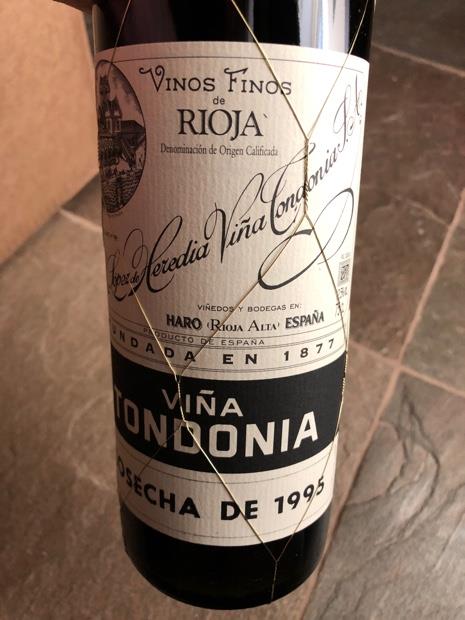 VINOS FINOS
de
RIOJA
Denominación de Origen Calificada
López de Heredia Viña Tondonia S.A.
VIÑEDOS Y BODEGAS EN:
HARO (RIOJA ALTA) ESPAÑA
PRODUCTO DE ESPAÑA
UNDADA EN 1877
VIÑA
TONDONIA
OSECHA DE 1995